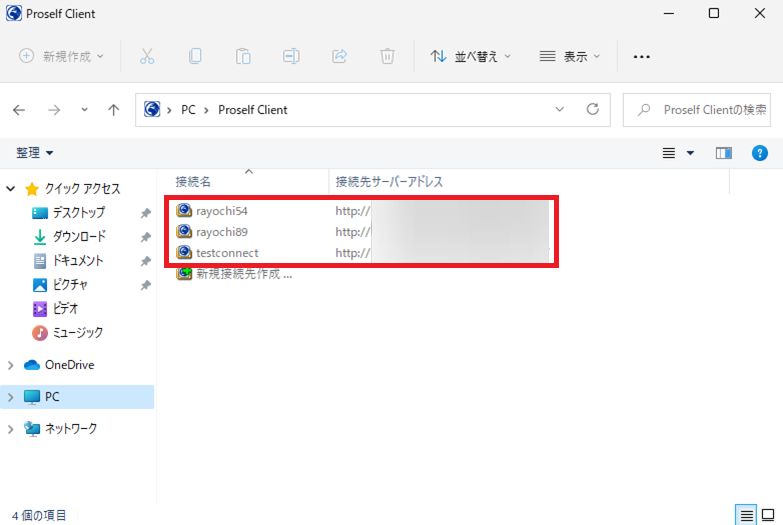 Proself Client
新規作成
並べ替え
表示
PC
Proself Client
Proself Clientの検索
整理
接続名
接続先サーバーアドレス
クイック アクセス
デスクトップ
ダウンロード
ドキュメント
ピクチャ
ビデオ
ミュージック
OneDrive
PC
ネットワーク
rayochi54 http://
rayochi89 http://
testconnect http://
新規接続先作成 ...
4 個の項目